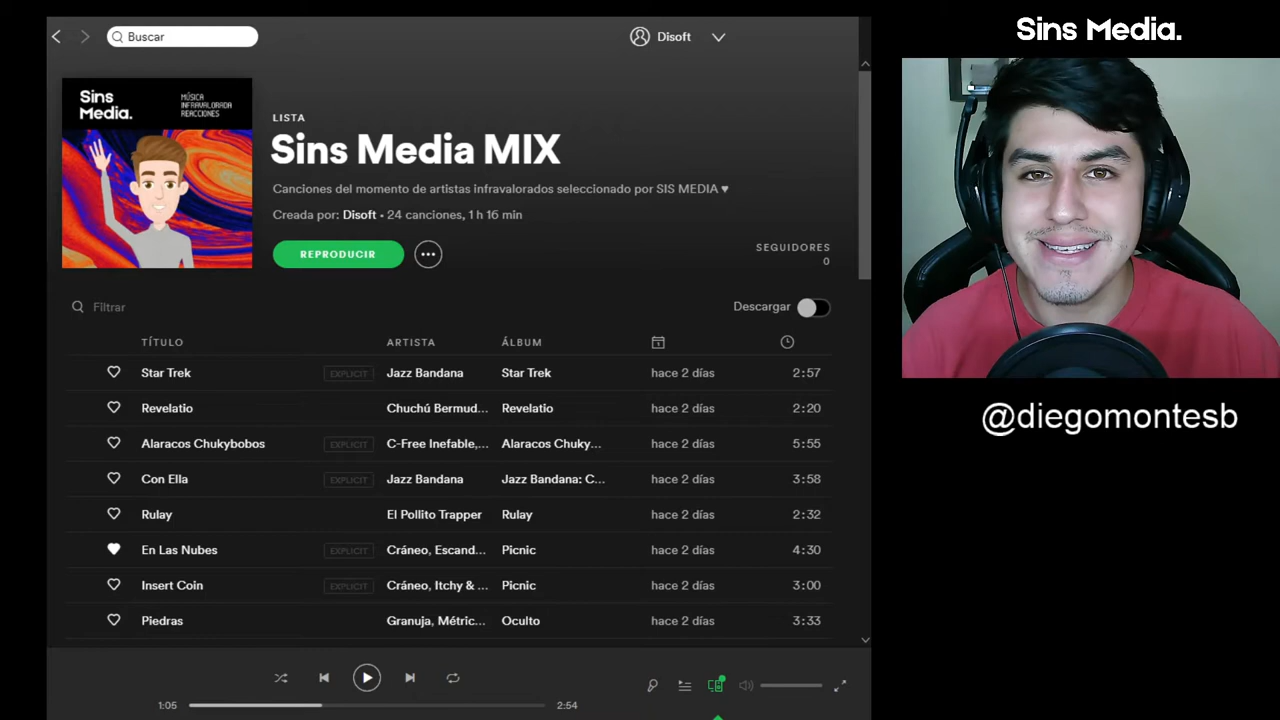 Buscar
Disoft
Sins Media.
Sins
Media.
MÚSICA
INFRAVALORADA
REACCIONES
LISTA
Sins Media MIX
Canciones del momento de artistas infravalorados seleccionado por SIS MEDIA ♥
Creada por: Disoft • 24 canciones, 1 h 16 min
REPRODUCIR
SEGUIDORES
0
Filtrar
Descargar
TÍTULO ARTISTA ÁLBUM
Star Trek EXPLICIT Jazz Bandana Star Trek hace 2 días 2:57
Revelatio Chuchú Bermud... Revelatio hace 2 días 2:20
Alaracos Chukybobos EXPLICIT C-Free Inefable,... Alaracos Chuky... hace 2 días 5:55
Con Ella EXPLICIT Jazz Bandana Jazz Bandana: C... hace 2 días 3:58
Rulay El Pollito Trapper Rulay hace 2 días 2:32
En Las Nubes EXPLICIT Cráneo, Escand... Picnic hace 2 días 4:30
Insert Coin EXPLICIT Cráneo, Itchy & ... Picnic hace 2 días 3:00
Piedras Granuja, Métric... Oculto hace 2 días 3:33
1:05 2:54
@diegomontesb